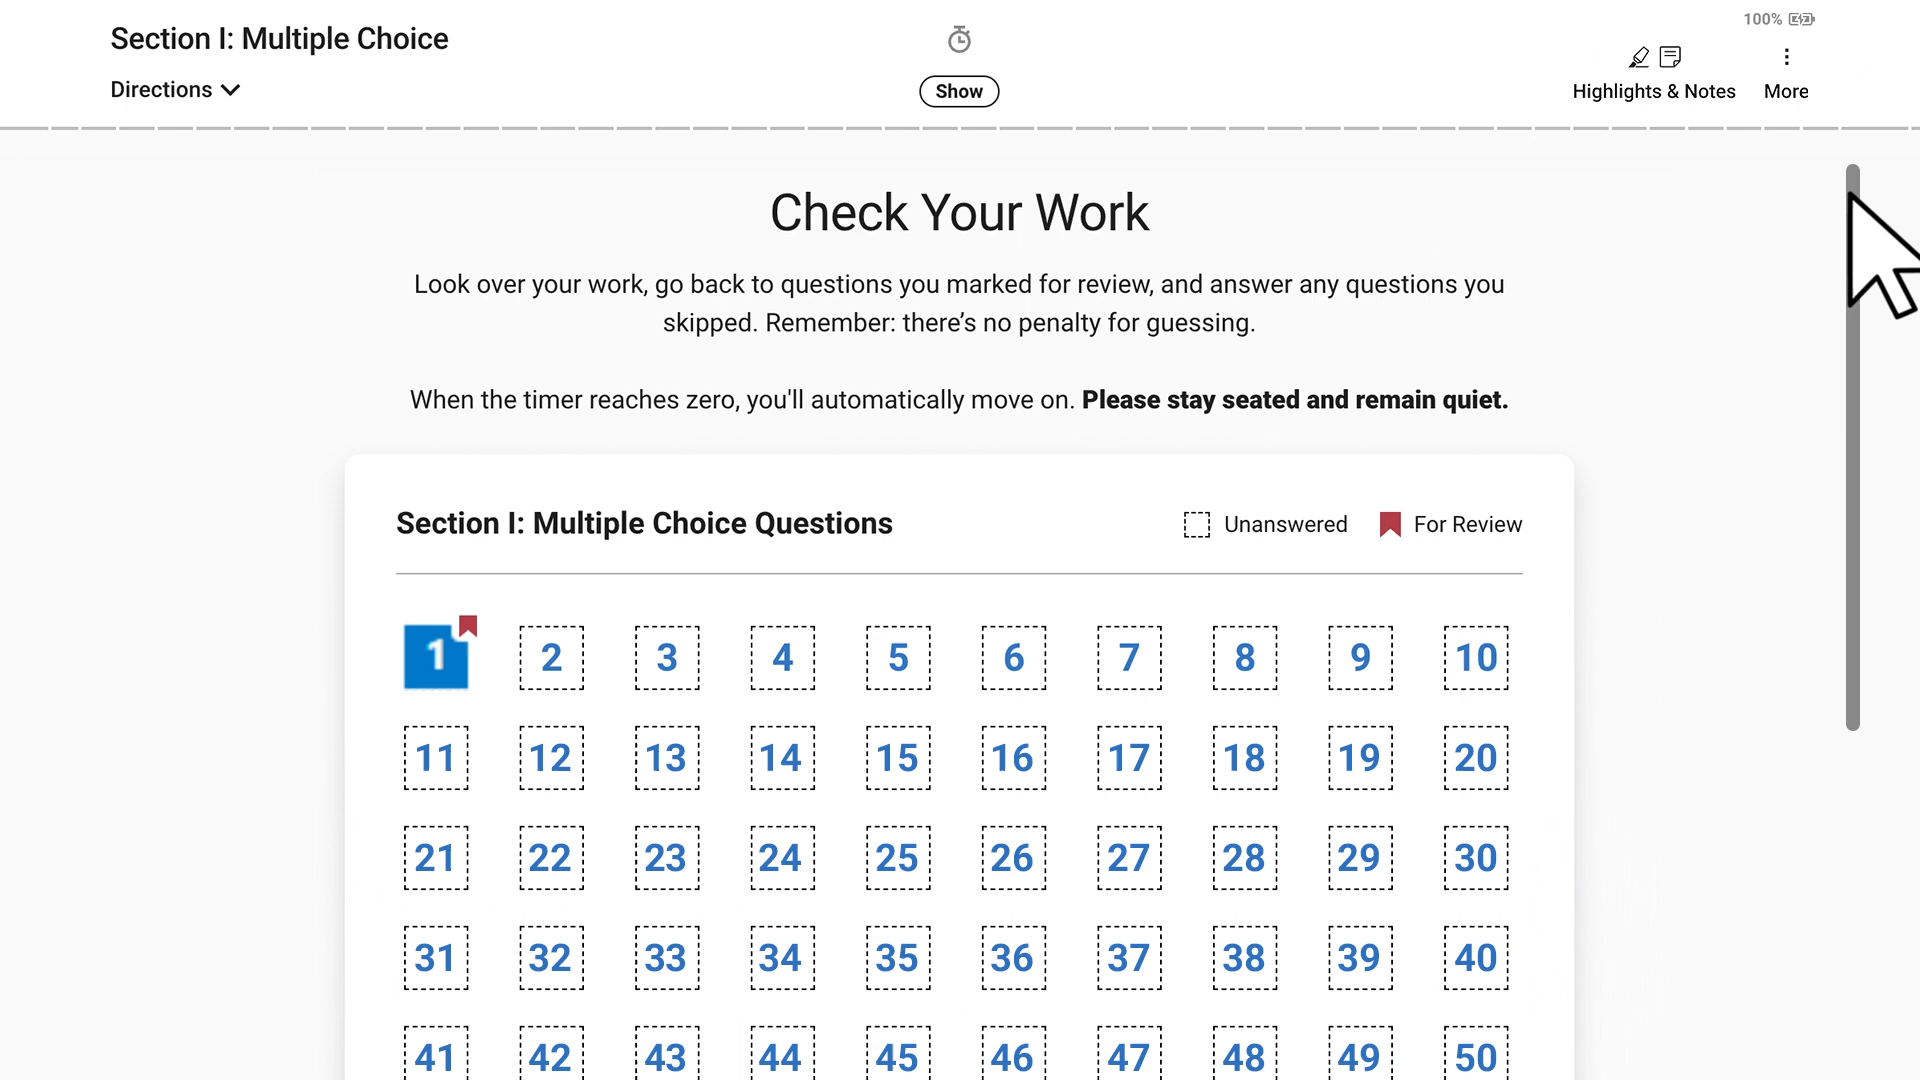 Section I: Multiple Choice
100%
Directions
Show
Highlights & Notes
More
Check Your Work
Look over your work, go back to questions you marked for review, and answer any questions you
skipped. Remember: there’s no penalty for guessing.
When the timer reaches zero, you'll automatically move on. Please stay seated and remain quiet.
Section I: Multiple Choice Questions
Unanswered
For Review
1 2 3 4 5 6 7 8 9 10
11 12 13 14 15 16 17 18 19 20
21 22 23 24 25 26 27 28 29 30
31 32 33 34 35 36 37 38 39 40
41 42 43 44 45 46 47 48 49 50